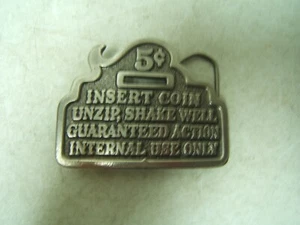 5¢
INSERT COIN
UNZIP, SHAKE WELL
GUARANTEED ACTION
INTERNAL USE ONLY